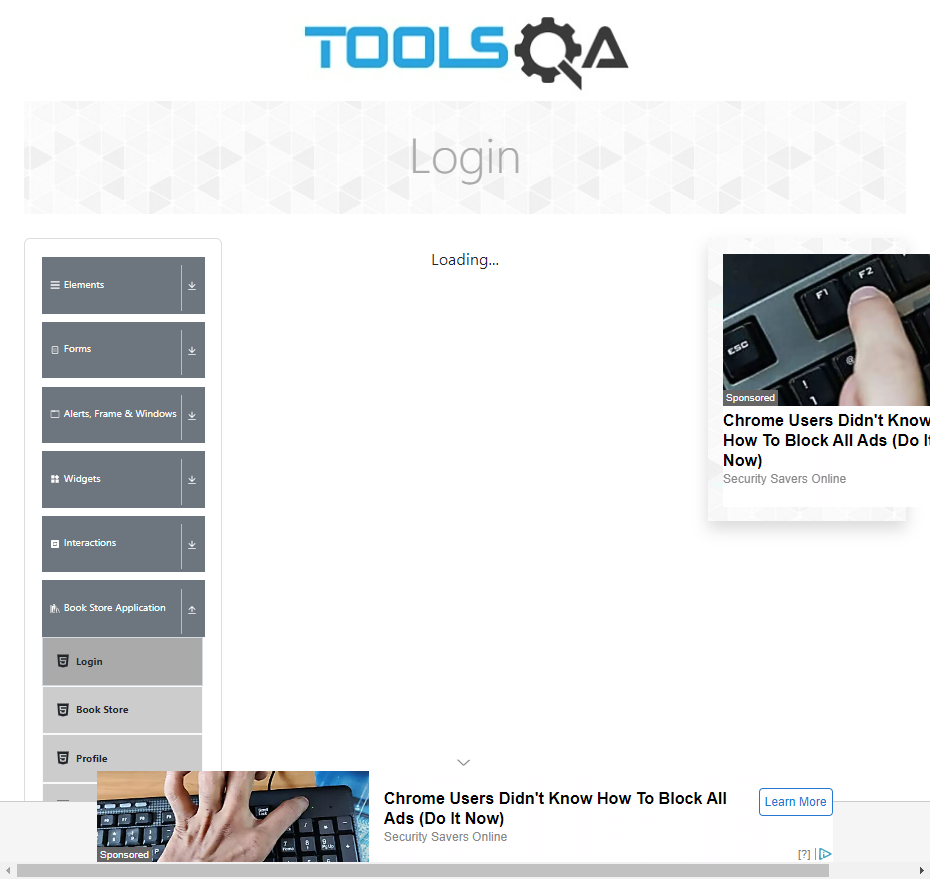 TOOLSQA
Login
Elements
Forms
Alerts, Frame & Windows
Widgets
Interactions
Book Store Application
Login
Book Store
Profile
Loading...
F1
F2
ESC
!
1
@
Sponsored
Chrome Users Didn't Know
How To Block All Ads (Do It
Now)
Security Savers Online
Sponsored
Chrome Users Didn't Know How To Block All
Ads (Do It Now)
Security Savers Online
Learn More
[?]